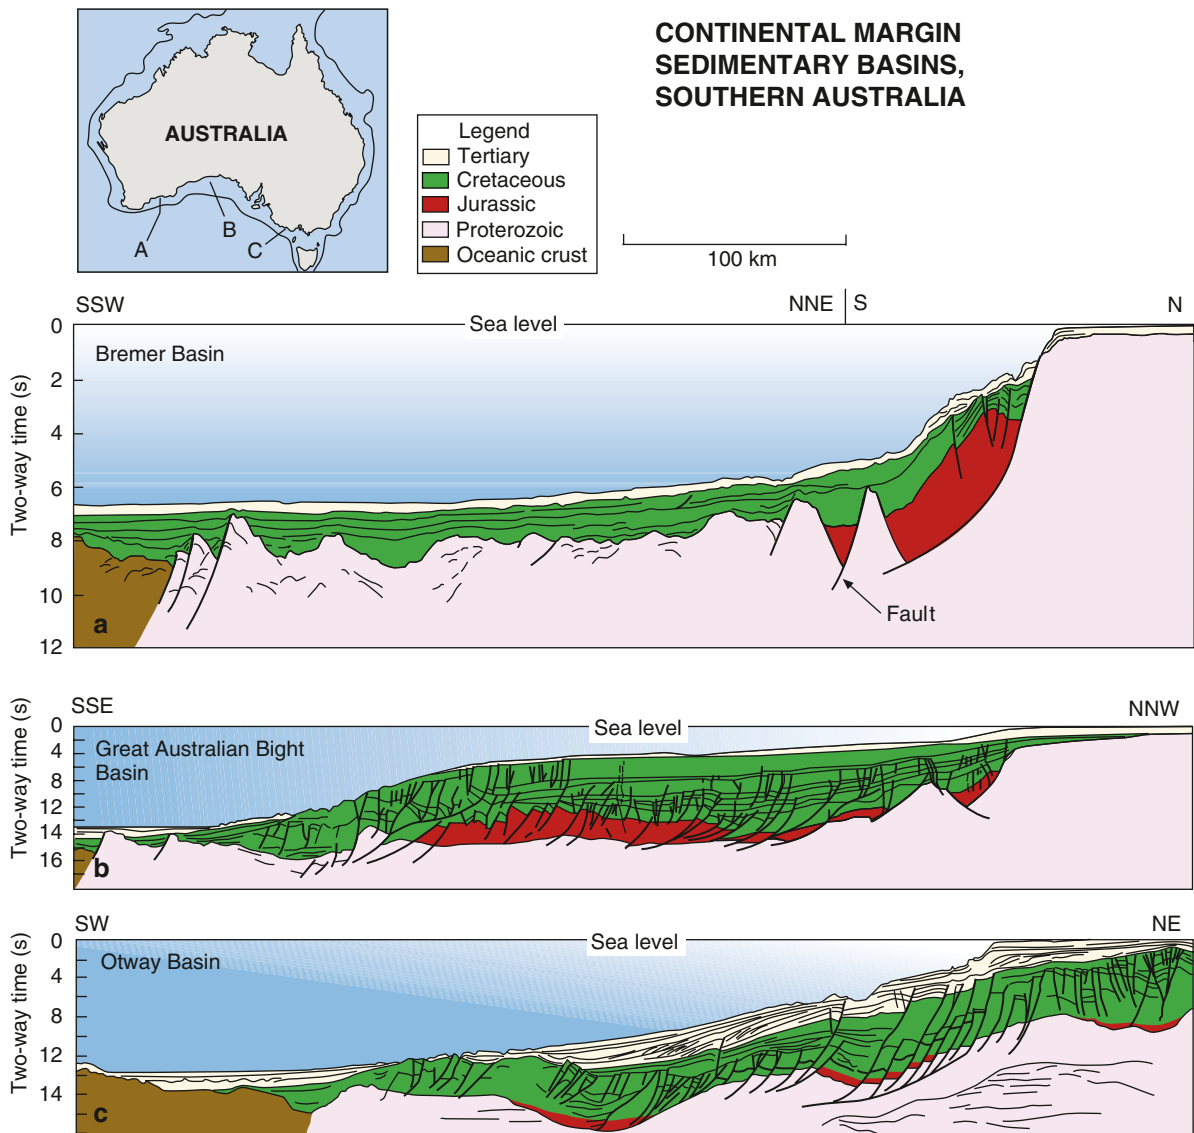 CONTINENTAL MARGIN
SEDIMENTARY BASINS,
SOUTHERN AUSTRALIA
AUSTRALIA
A
B
C
Legend
Tertiary
Cretaceous
Jurassic
Proterozoic
Oceanic crust
100 km
SSW
NNE
S
N
Sea level
Bremer Basin
Two-way time (s)
0
2
4
6
8
10
12
Fault
a
SSE
NNW
Sea level
Great Australian Bight
Basin
Two-way time (s)
0
4
8
12
14
16
b
SW
NE
Sea level
Otway Basin
Two-way time (s)
0
4
8
12
14
c